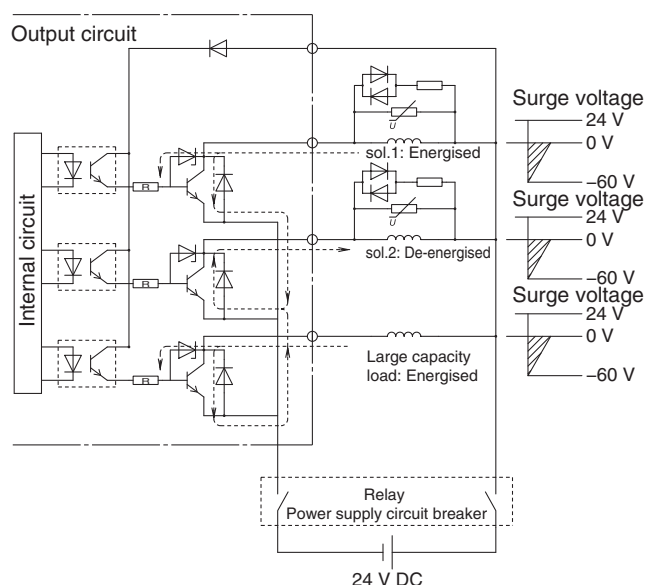 Output circuit
Surge voltage
24 V
0 V
sol.1: Energised
−60 V
Internal circuit
R
U
Surge voltage
24 V
0 V
sol.2: De-energised
−60 V
R
U
Surge voltage
24 V
0 V
Large capacity
load: Energised
−60 V
R
Relay
Power supply circuit breaker
24 V DC